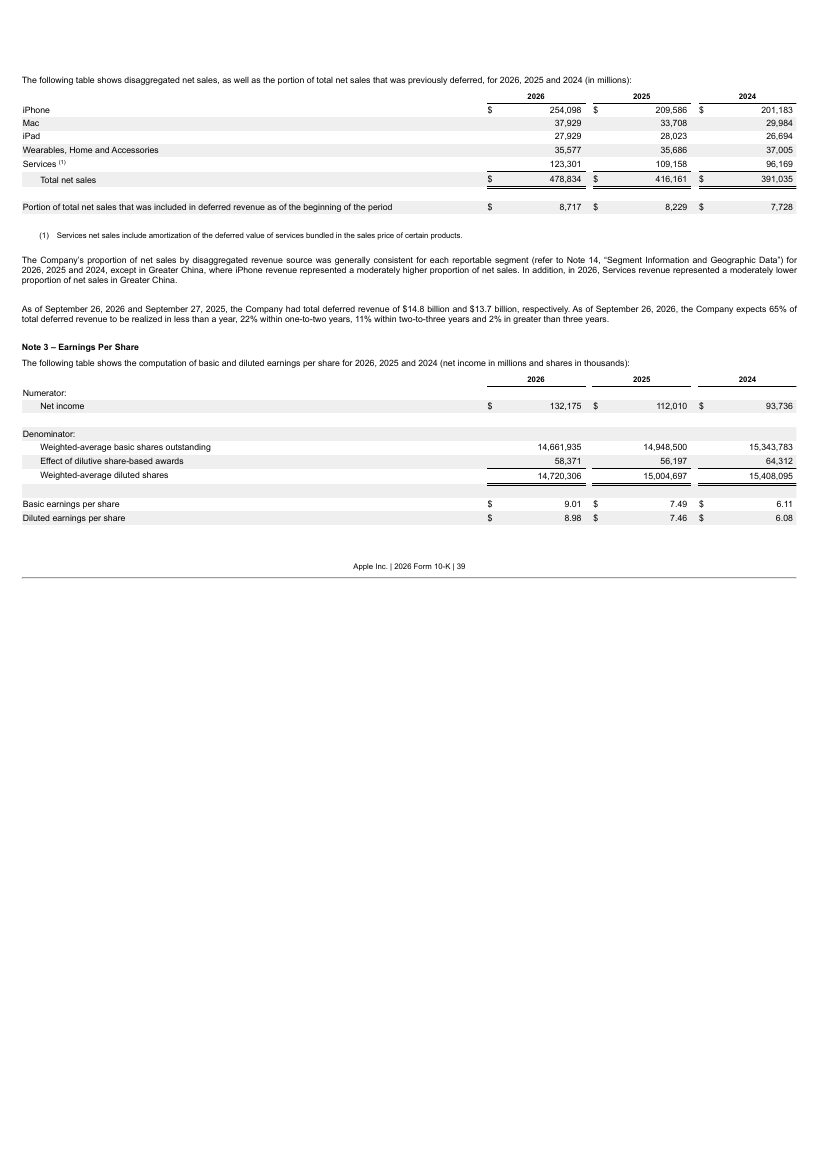 The following table shows disaggregated net sales, as well as the portion of total net sales that was previously deferred, for 2026, 2025 and 2024 (in millions):
2026 2025 2024
iPhone $ 254,098 $ 209,586 $ 201,183
Mac 37,929 33,708 29,984
iPad 27,929 28,023 26,694
Wearables, Home and Accessories 35,577 35,686 37,005
Services (1) 123,301 109,158 96,169
Total net sales $ 478,834 $ 416,161 $ 391,035
Portion of total net sales that was included in deferred revenue as of the beginning of the period $ 8,717 $ 8,229 $ 7,728
(1) Services net sales include amortization of the deferred value of services bundled in the sales price of certain products.
The Company’s proportion of net sales by disaggregated revenue source was generally consistent for each reportable segment (refer to Note 14, “Segment Information and Geographic Data”) for
2026, 2025 and 2024, except in Greater China, where iPhone revenue represented a moderately higher proportion of net sales. In addition, in 2026, Services revenue represented a moderately lower
proportion of net sales in Greater China.
As of September 26, 2026 and September 27, 2025, the Company had total deferred revenue of $14.8 billion and $13.7 billion, respectively. As of September 26, 2026, the Company expects 65% of
total deferred revenue to be realized in less than a year, 22% within one-to-two years, 11% within two-to-three years and 2% in greater than three years.
Note 3 – Earnings Per Share
The following table shows the computation of basic and diluted earnings per share for 2026, 2025 and 2024 (net income in millions and shares in thousands):
2026 2025 2024
Numerator:
Net income $ 132,175 $ 112,010 $ 93,736
Denominator:
Weighted-average basic shares outstanding 14,661,935 14,948,500 15,343,783
Effect of dilutive share-based awards 58,371 56,197 64,312
Weighted-average diluted shares 14,720,306 15,004,697 15,408,095
Basic earnings per share $ 9.01 $ 7.49 $ 6.11
Diluted earnings per share $ 8.98 $ 7.46 $ 6.08
Apple Inc. | 2026 Form 10-K | 39